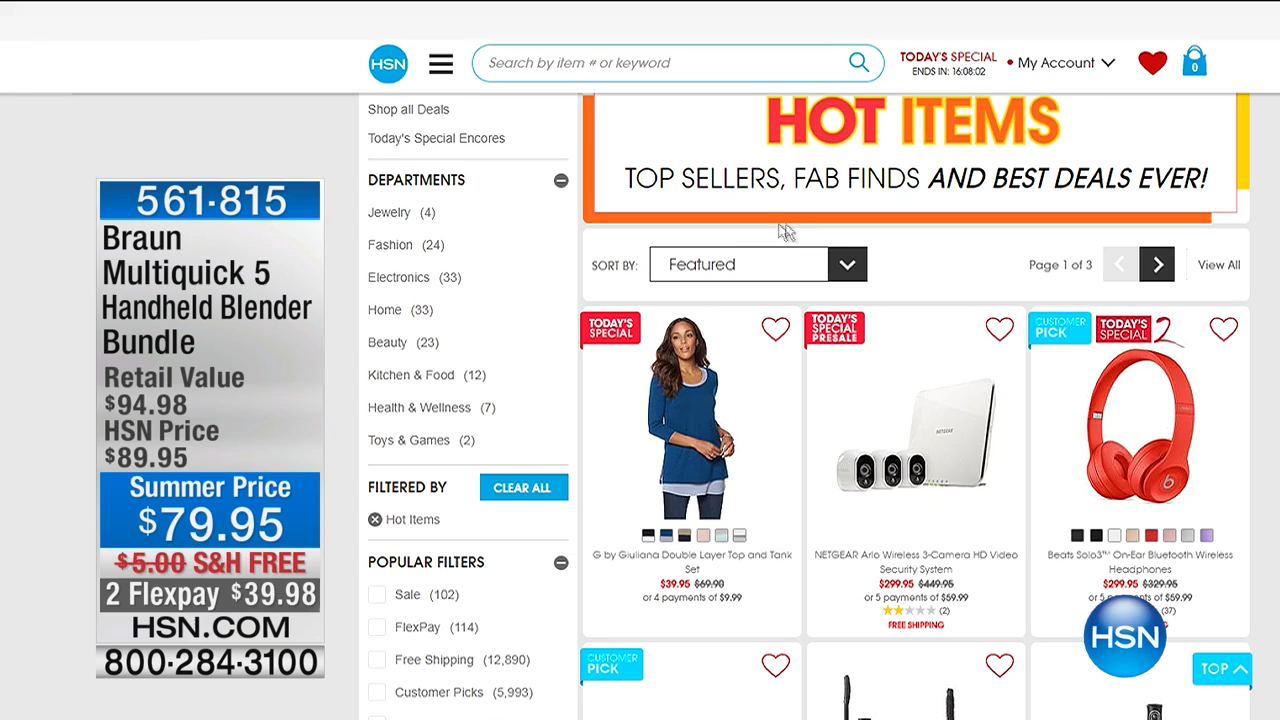 HSN
Search by item # or keyword
TODAY'S SPECIAL
ENDS IN: 16:08:02
My Account
0
561-815
Braun
Multiquick 5
Handheld Blender
Bundle
Retail Value
$94.98
HSN Price
$89.95
Summer Price
$79.95
$5.00 S&H FREE
2 Flexpay $39.98
HSN.COM
800-284-3100
Shop all Deals
Today's Special Encores
DEPARTMENTS
Jewelry (4)
Fashion (24)
Electronics (33)
Home (33)
Beauty (23)
Kitchen & Food (12)
Health & Wellness (7)
Toys & Games (2)
FILTERED BY
CLEAR ALL
Hot Items
POPULAR FILTERS
Sale (102)
FlexPay (114)
Free Shipping (12,890)
Customer Picks (5,993)
HOT ITEMS
TOP SELLERS, FAB FINDS AND BEST DEALS EVER!
SORT BY:
Featured
Page 1 of 3
View All
TODAY'S
SPECIAL
G by Giuliana Double Layer Top and Tank
Set
$39.95 $69.90
or 4 payments of $9.99
TODAY'S
SPECIAL
PRESALE
NETGEAR
NETGEAR Arlo Wireless 3-Camera HD Video
Security System
$299.95 $449.95
or 5 payments of $59.99
(2)
FREE SHIPPING
CUSTOMER
PICK
TODAY'S
SPECIAL 2
Beats Solo3™ On-Ear Bluetooth Wireless
Headphones
$299.95 $329.95
or 5 of $59.99
(37)
HSN
CUSTOMER
PICK
TOP